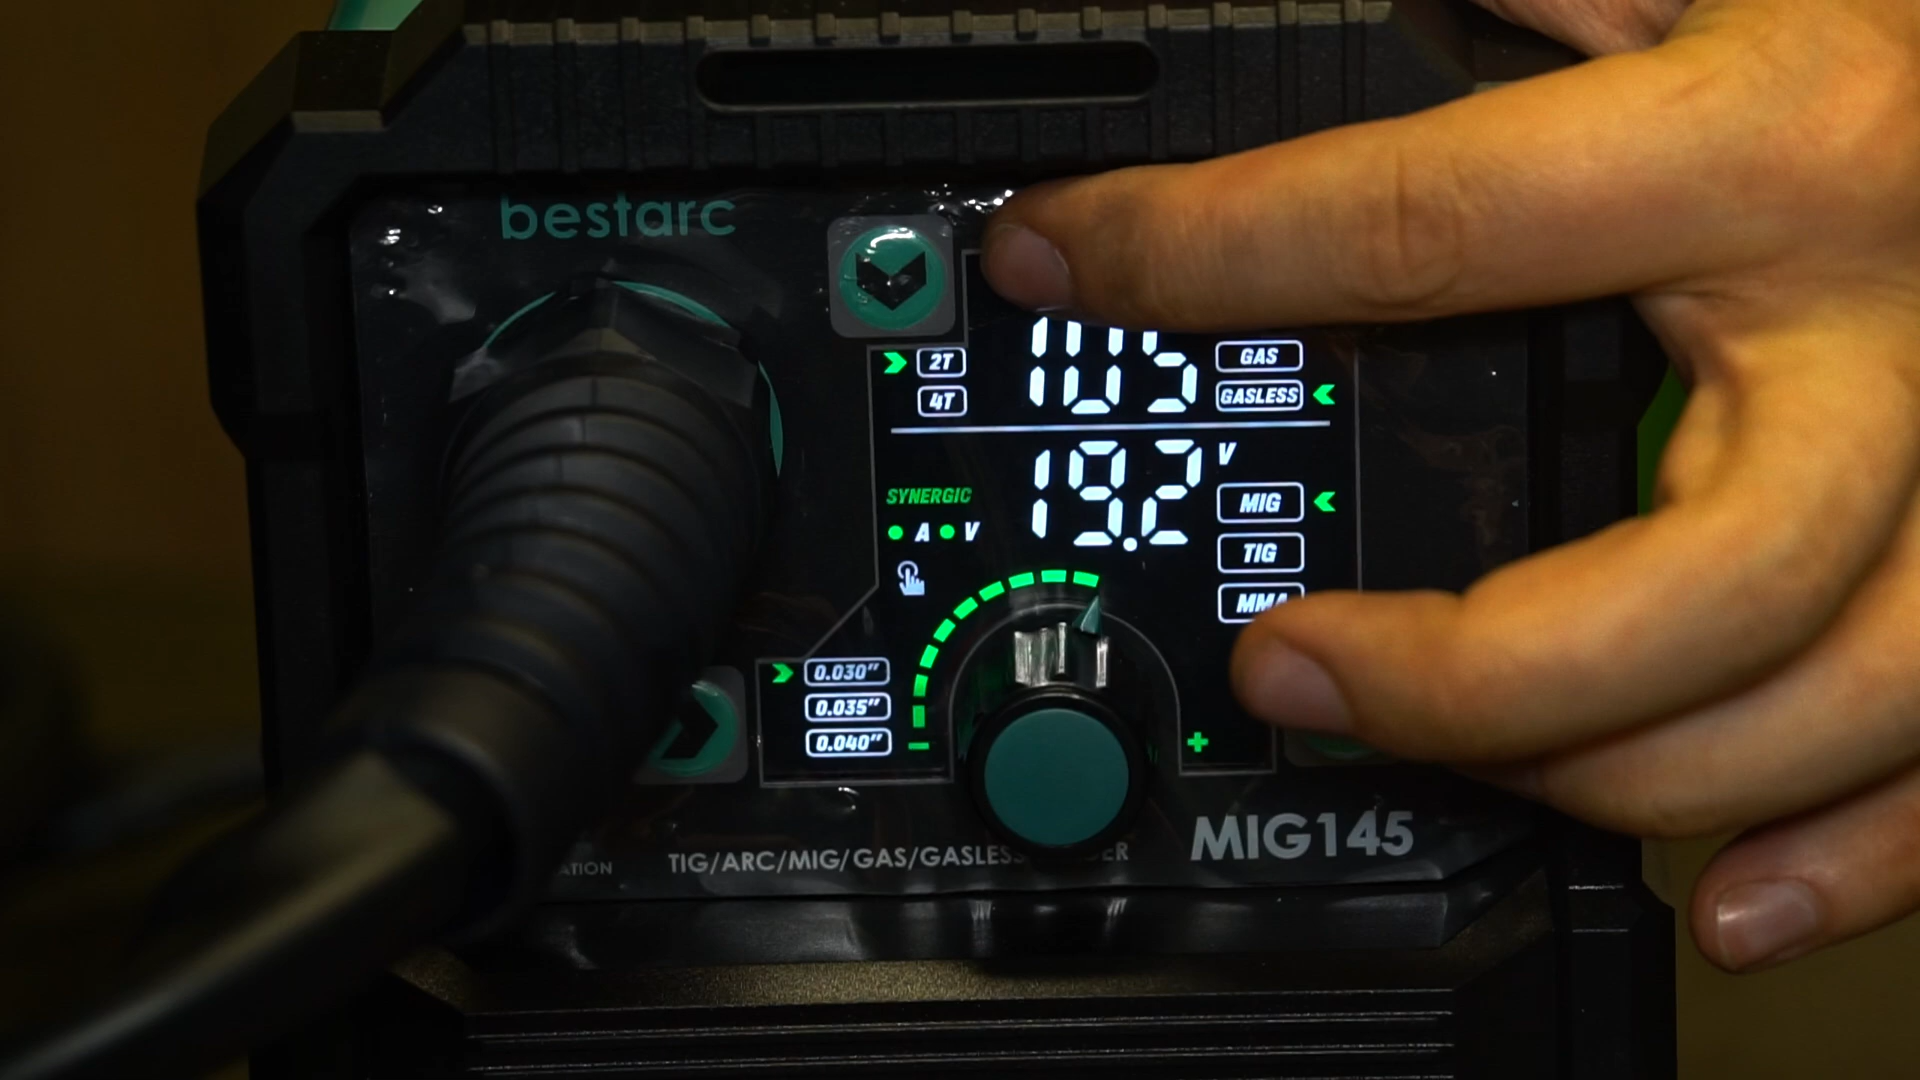 bestarc
2T
4T
105
GAS
GASLESS
19.2 V
SYNERGIC
A V
MIG
TIG
MMA
0.030"
0.035"
0.040"
- +
MIG145
TIG/ARC/MIG/GAS/GASLESS